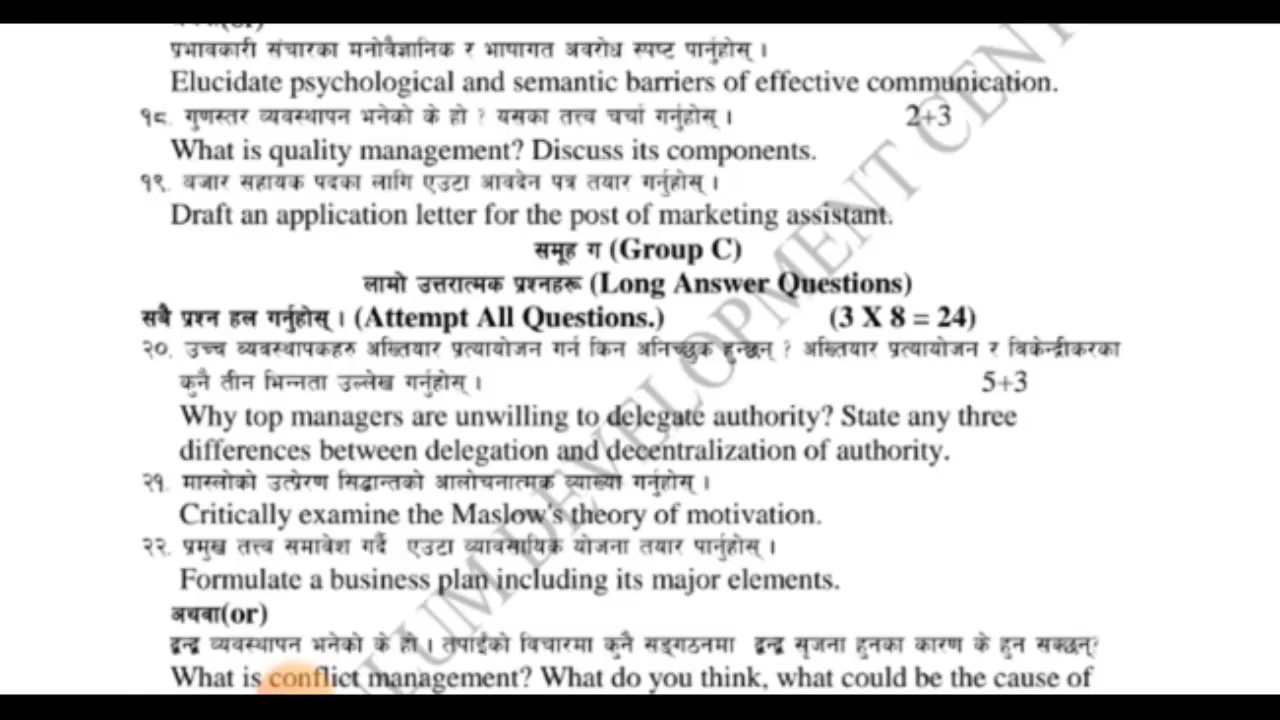 (or)
प्रभावकारी संचारका मनोवैज्ञानिक र भाषागत अवरोध स्पष्ट पार्नुहोस् ।
Elucidate psychological and semantic barriers of effective communication.
१८. गुणस्तर व्यवस्थापन भनेको के हो ? यसका तत्त्व चर्चा गर्नुहोस् । 2+3
What is quality management? Discuss its components.
१९. बजार सहायक पदका लागि एउटा आवदेन पत्र तयार गर्नुहोस् ।
Draft an application letter for the post of marketing assistant.
समूह ग (Group C)
लामो उत्तरात्मक प्रश्नहरू (Long Answer Questions)
सबै प्रश्न हल गर्नुहोस् । (Attempt All Questions.) (3 X 8 = 24)
२०. उच्च व्यवस्थापकहरु अख्तियार प्रत्यायोजन गर्न किन अनिच्छुक हुन्छन् ? अख्तियार प्रत्यायोजन र विकेन्द्रीकरका
कुनै तीन भिन्नता उल्लेख गर्नुहोस् । 5+3
Why top managers are unwilling to delegate authority? State any three
differences between delegation and decentralization of authority.
२१. मास्लोको उत्प्रेरण सिद्धान्तको आलोचनात्मक व्याख्या गर्नुहोस् ।
Critically examine the Maslow's theory of motivation.
२२. प्रमुख तत्त्व समावेश गर्दै एउटा व्यावसायिक योजना तयार पार्नुहोस् ।
Formulate a business plan including its major elements.
अथवा(or)
द्वन्द्व व्यवस्थापन भनेको के हो । तपाईंको विचारमा कुनै सङ्गठनमा द्वन्द्व सृजना हुनका कारण के हुन सक्छन्?
What is conflict management? What do you think, what could be the cause of
LUM DEVELOPMENT CENT